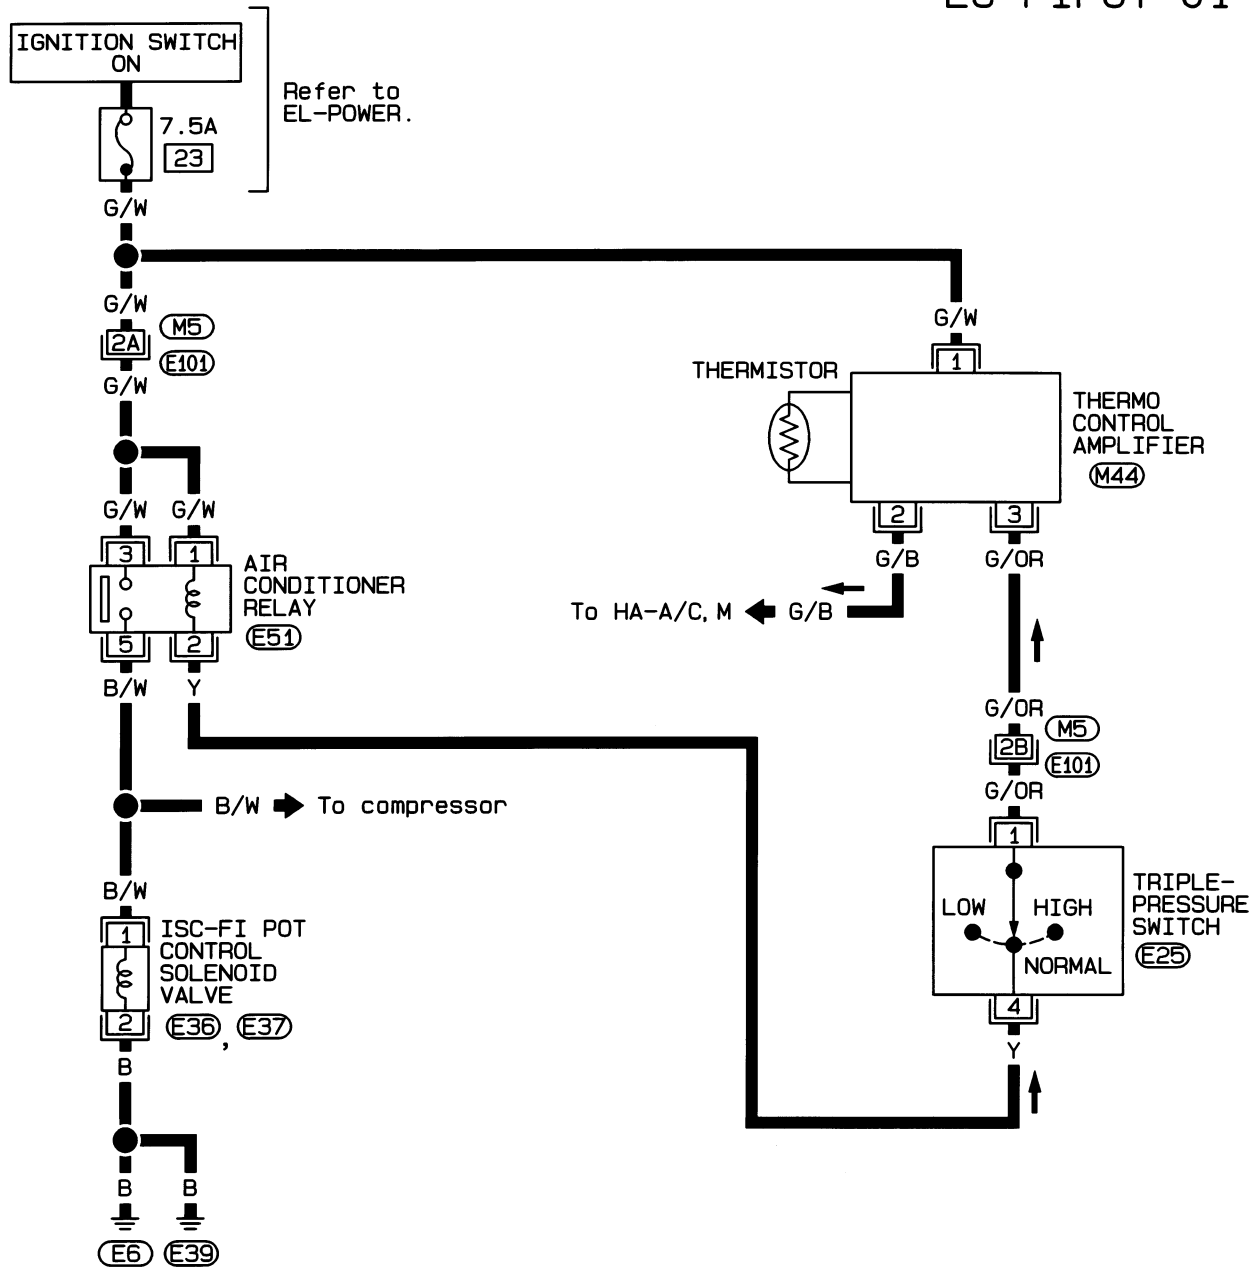 IGNITION SWITCH
ON
Refer to
EL-POWER.
7.5A
23
G/W
G/W
M5
2A
E101
G/W
G/W
G/W
3
1
AIR
CONDITIONER
RELAY
E51
5
2
B/W
Y
B/W
To compressor
B/W
1
ISC-FI POT
CONTROL
SOLENOID
VALVE
2
E36
,
E37
B
B
B
E6
E39
G/W
1
THERMISTOR
THERMO
CONTROL
AMPLIFIER
M44
2
3
G/B
G/OR
To HA-A/C, M
G/B
G/OR
M5
2B
E101
G/OR
1
TRIPLE-
PRESSURE
SWITCH
E25
LOW
HIGH
NORMAL
4
Y